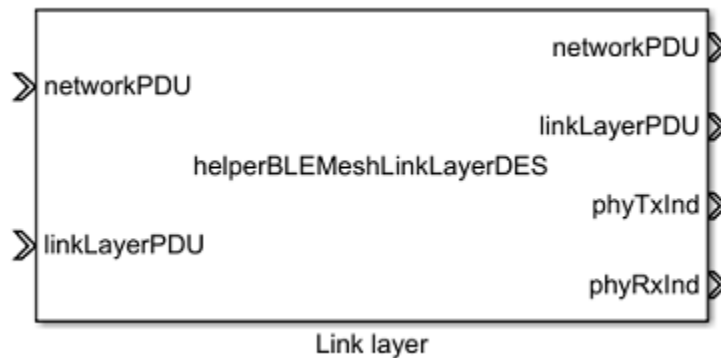 networkPDU
networkPDU
linkLayerPDU
helperBLEMeshLinkLayerDES
phyTxInd
linkLayerPDU
phyRxInd
Link layer